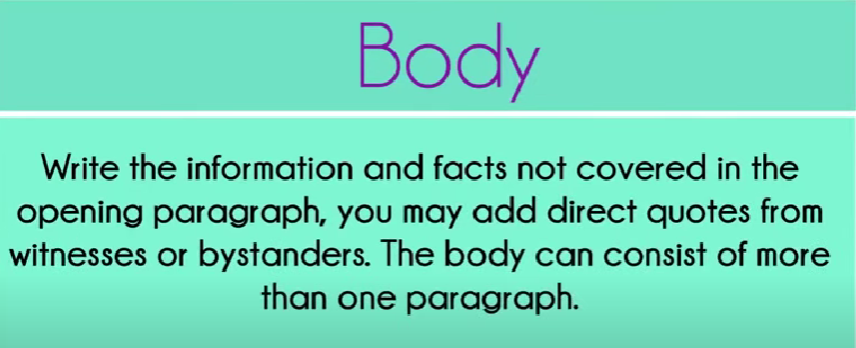 Body
Write the information and facts not covered in the
opening paragraph, you may add direct quotes from
witnesses or bystanders. The body can consist of more
than one paragraph.